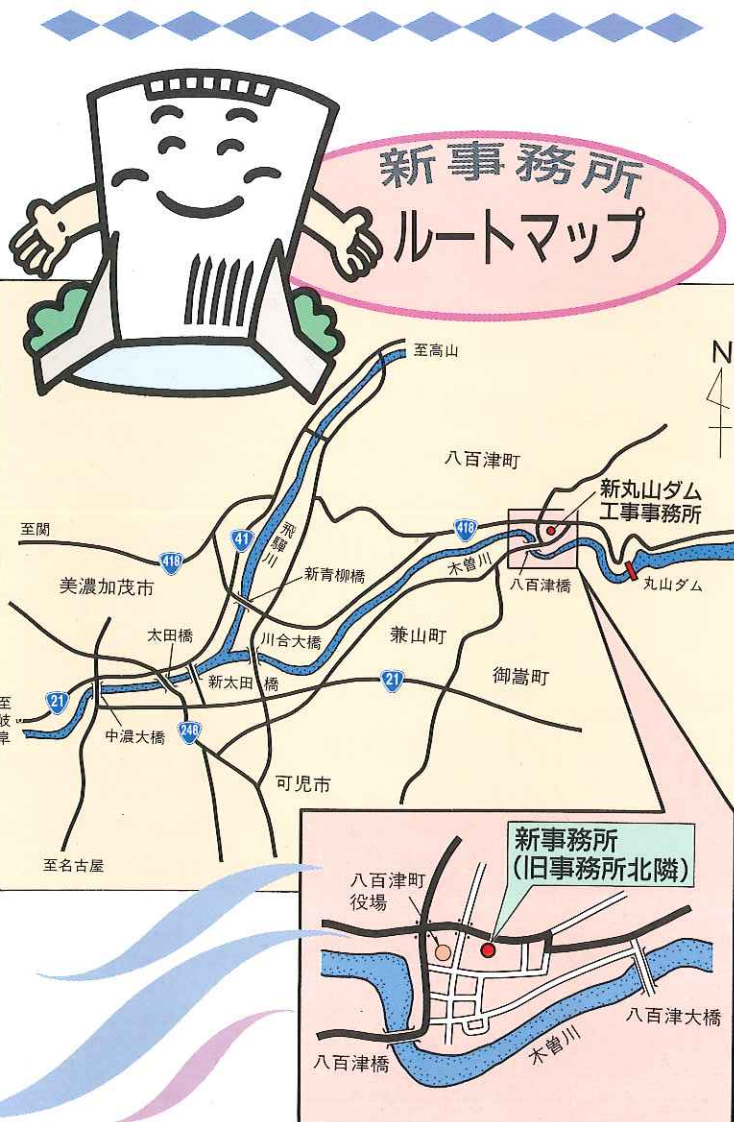 新事務所
ルートマップ
至高山
N
八百津町
新丸山ダム
工事事務所
至関
418
41
飛騨川
418
木曽川
八百津橋
丸山ダム
美濃加茂市
新青柳橋
太田橋
川合大橋
兼山町
御嵩町
新太田橋
21
至岐阜
21
中濃大橋
248
可児市
至名古屋
新事務所
(旧事務所北隣)
八百津町
役場
八百津橋
木曽川
八百津大橋